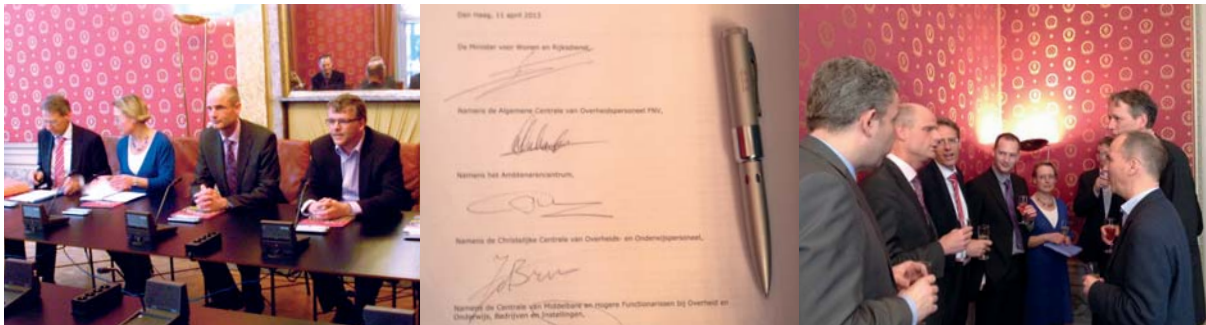 Den Haag, 11 april 2013
De Minister voor Wonen en Rijksdienst,
Namens de Algemene Centrale van Overheidspersoneel FNV,
Namens het Ambtenarencentrum,
Namens de Christelijke Centrale van Overheids- en Onderwijspersoneel,
Namens de Centrale van Middelbare en Hogere Functionarissen bij Overheid en
Onderwijs, Bedrijven en Instellingen,